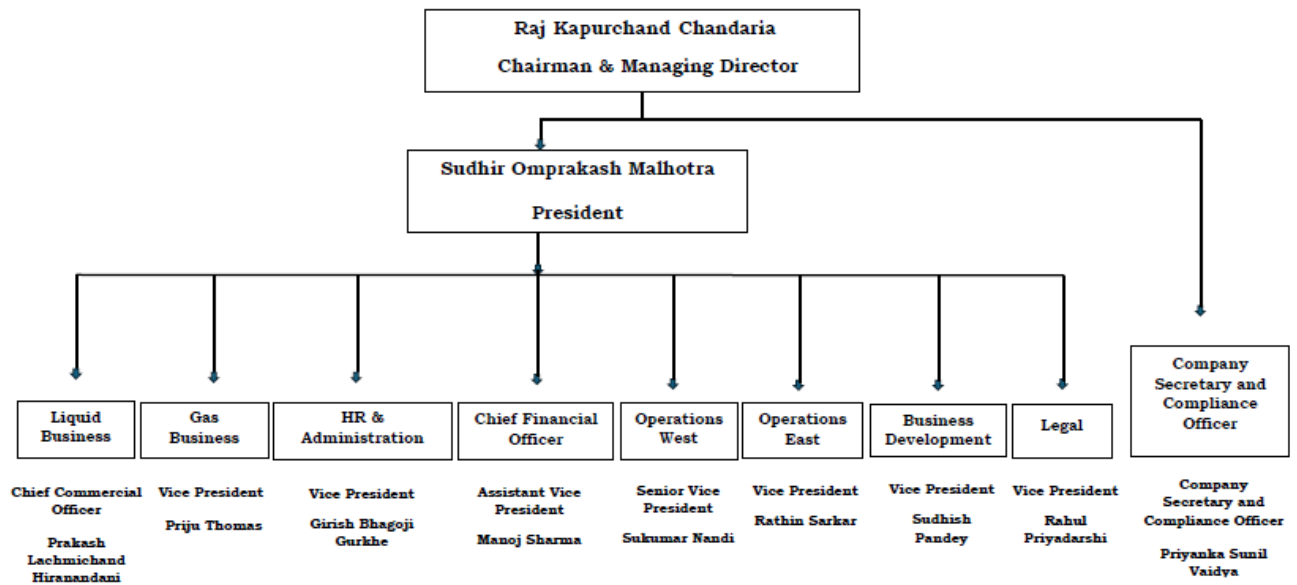 Raj Kapurchand Chandaria
Chairman & Managing Director
Sudhir Omprakash Malhotra
President
Liquid
Business
Gas
Business
HR &
Administration
Chief Financial
Officer
Operations
West
Operations
East
Business
Development
Legal
Company
Secretary and
Compliance
Officer
Chief Commercial
Officer
Prakash
Lachmichand
Hiranandani
Vice President
Priju Thomas
Vice President
Girish Bhagoji
Gurkhe
Assistant Vice
President
Manoj Sharma
Senior Vice
President
Sukumar Nandi
Vice President
Rathin Sarkar
Vice President
Sudhish
Pandey
Vice President
Rahul
Priyadarshi
Company
Secretary and
Compliance Officer
Priyanka Sunil
Vaidya